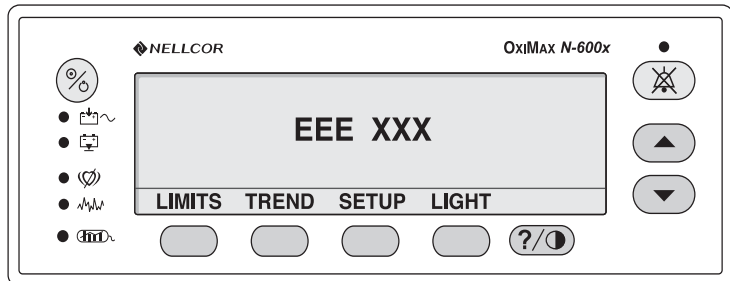 NELLCOR
OXIMAX N-600x
EEE XXX
LIMITS TREND SETUP LIGHT
?/